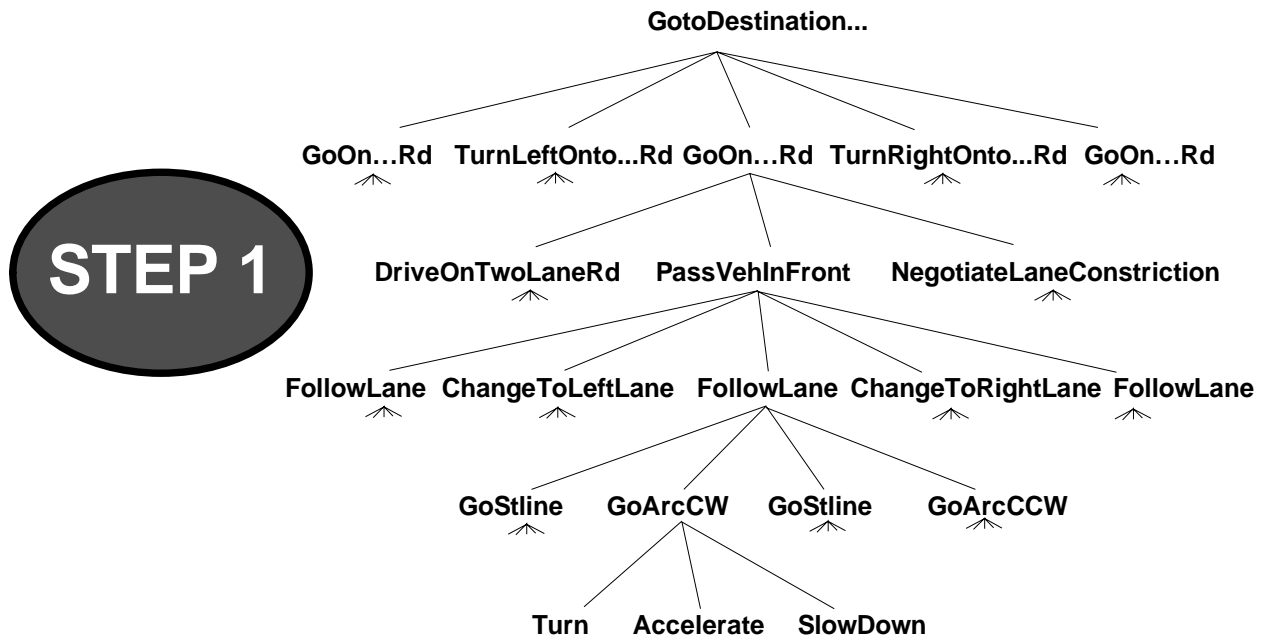 GotoDestination...
GoOn...Rd TurnLeftOnto...Rd GoOn...Rd TurnRightOnto...Rd GoOn...Rd
STEP 1
DriveOnTwoLaneRd PassVehInFront NegotiateLaneConstriction
FollowLane ChangeToLeftLane FollowLane ChangeToRightLane FollowLane
GoStline GoArcCW GoStline GoArcCCW
Turn Accelerate SlowDown